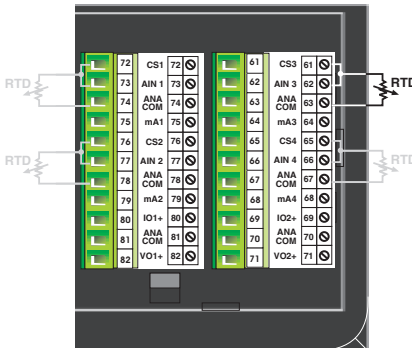 72 CS1 72 61 CS3 61
RTD 73 AIN 1 73 62 AIN 3 62 RTD
74 ANA COM 74 63 ANA COM 63
75 mA1 75 64 mA3 64
76 CS2 76 65 CS4 65
RTD 77 AIN 2 77 66 AIN 4 66 RTD
78 ANA COM 78 67 ANA COM 67
79 mA2 79 68 mA4 68
80 IO1+ 80 69 IO2+ 69
81 ANA COM 81 70 ANA COM 70
82 VO1+ 82 71 VO2+ 71